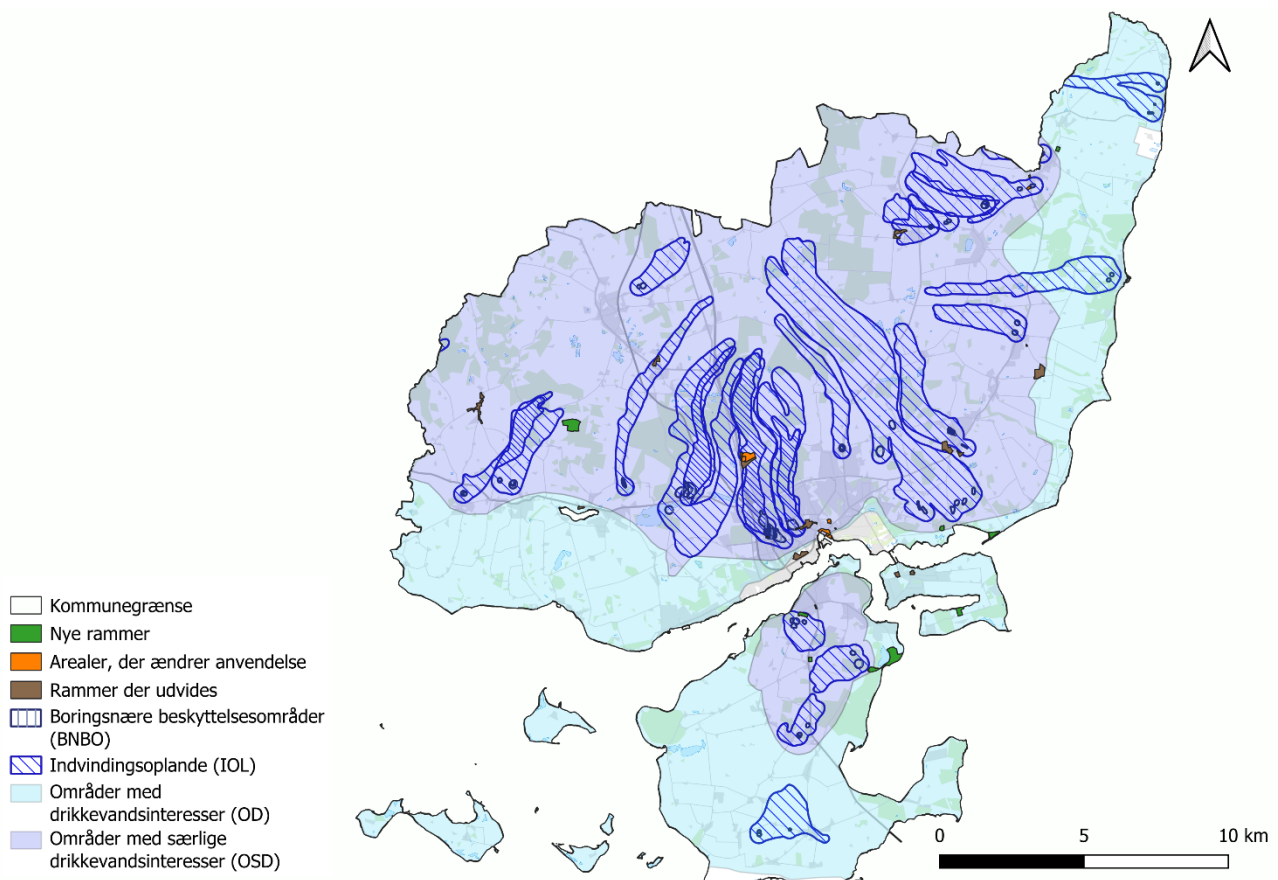 Kommunegrænse
Nye rammer
Arealer, der ændrer anvendelse
Rammer der udvides
Boringsnære beskyttelsesområder
(BNBO)
Indvindingsoplande (IOL)
Områder med
drikkevandsinteresser (OD)
Områder med særlige
drikkevandsinteresser (OSD)
0 5 10 km